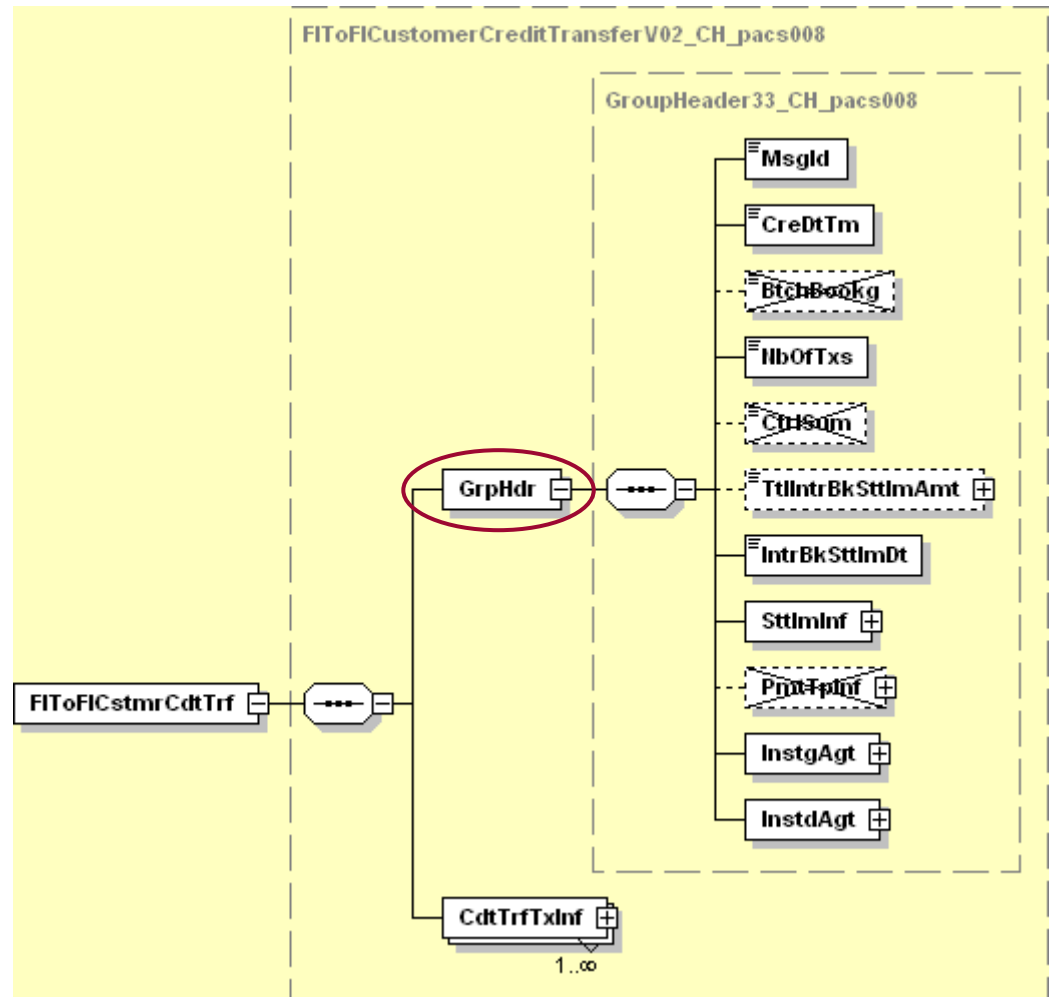 FIToFICustomerCreditTransferV02_CH_pacs008
GroupHeader33_CH_pacs008
MsgId
CreDtTm
BtchBookg
NbOfTxs
CtrlSum
GrpHdr
TtlIntrBkSttlmAmt
IntrBkSttlmDt
SttlmInf
PmtTpInf
FIToFICstmrCdtTrf
InstgAgt
InstdAgt
CdtTrfTxInf
1..∞